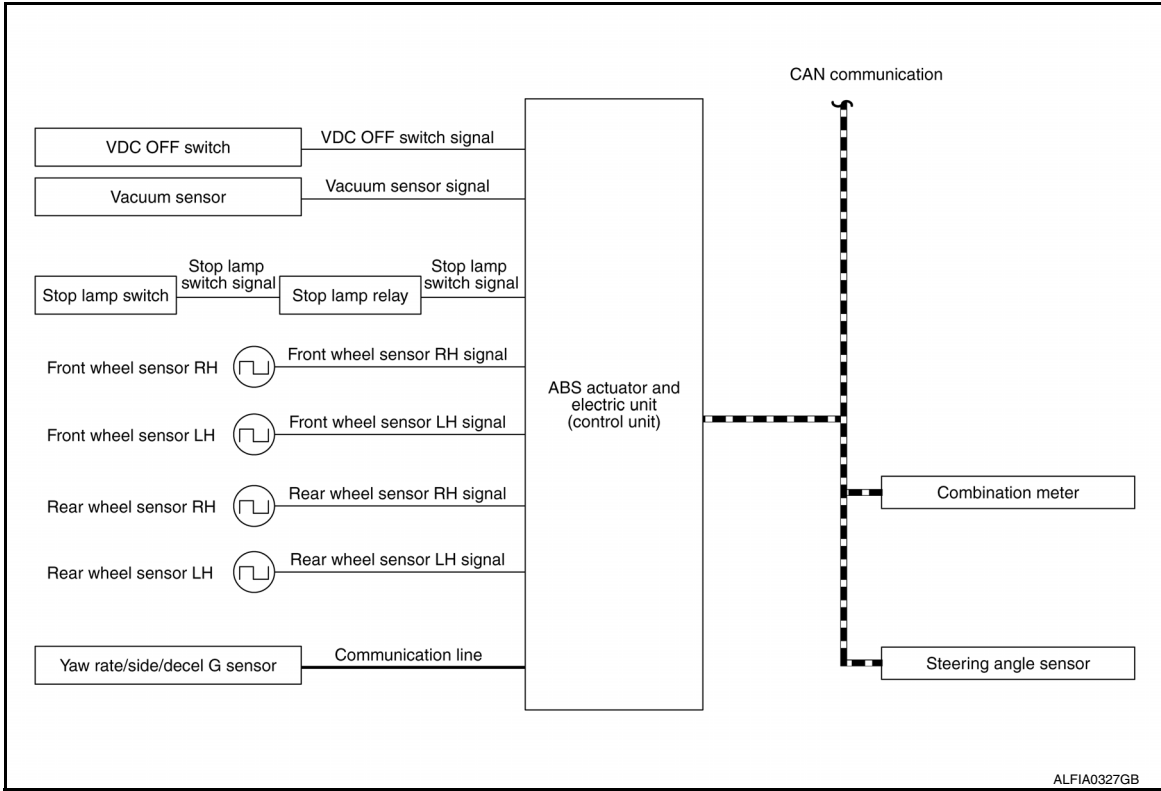 CAN communication
VDC OFF switch
VDC OFF switch signal
Vacuum sensor
Vacuum sensor signal
Stop lamp switch
Stop lamp
switch signal
Stop lamp relay
Stop lamp
switch signal
Front wheel sensor RH
Front wheel sensor RH signal
Front wheel sensor LH
Front wheel sensor LH signal
Rear wheel sensor RH
Rear wheel sensor RH signal
Rear wheel sensor LH
Rear wheel sensor LH signal
Yaw rate/side/decel G sensor
Communication line
ABS actuator and
electric unit
(control unit)
Combination meter
Steering angle sensor
ALFIA0327GB